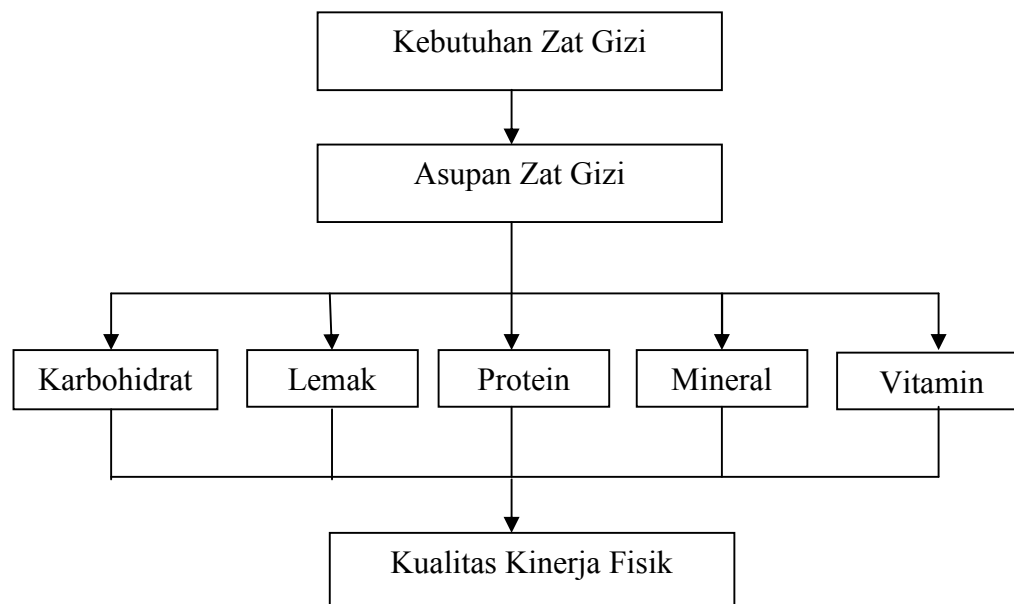 Kebutuhan Zat Gizi
Asupan Zat Gizi
Karbohidrat
Lemak
Protein
Mineral
Vitamin
Kualitas Kinerja Fisik